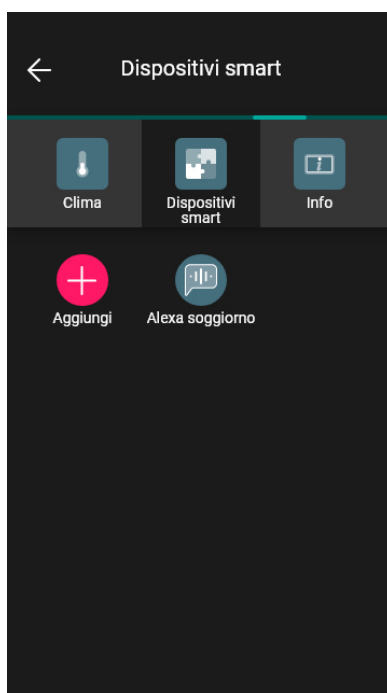 Dispositivi smart
Clima
Dispositivi
smart
Info
Aggiungi
Alexa soggiorno